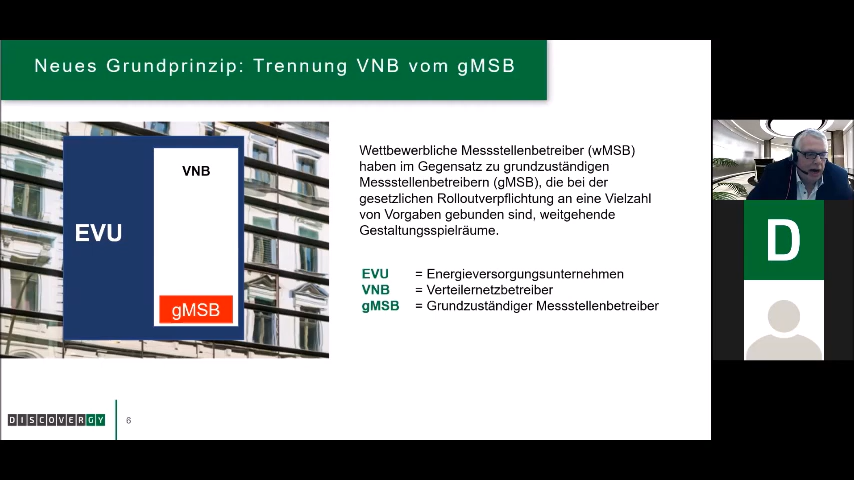 Neues Grundprinzip: Trennung VNB vom gMSB
VNB
EVU
gMSB
Wettbewerbliche Messstellenbetreiber (wMSB)
haben im Gegensatz zu grundzuständigen
Messstellenbetreibern (gMSB), die bei der
gesetzlichen Rolloutverpflichtung an eine Vielzahl
von Vorgaben gebunden sind, weitgehende
Gestaltungsspielräume.
EVU = Energieversorgungsunternehmen
VNB = Verteilernetzbetreiber
gMSB = Grundzuständiger Messstellenbetreiber
DISCOVERGY
6
D